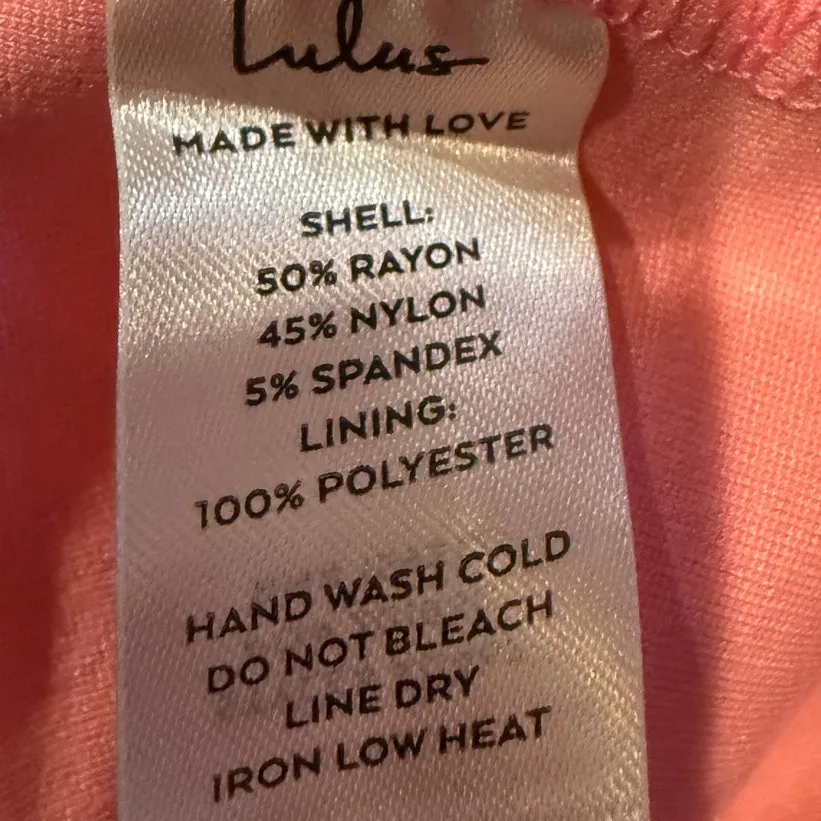 Lulus
MADE WITH LOVE
SHELL:
50% RAYON
45% NYLON
5% SPANDEX
LINING:
100% POLYESTER
HAND WASH COLD
DO NOT BLEACH
LINE DRY
IRON LOW HEAT